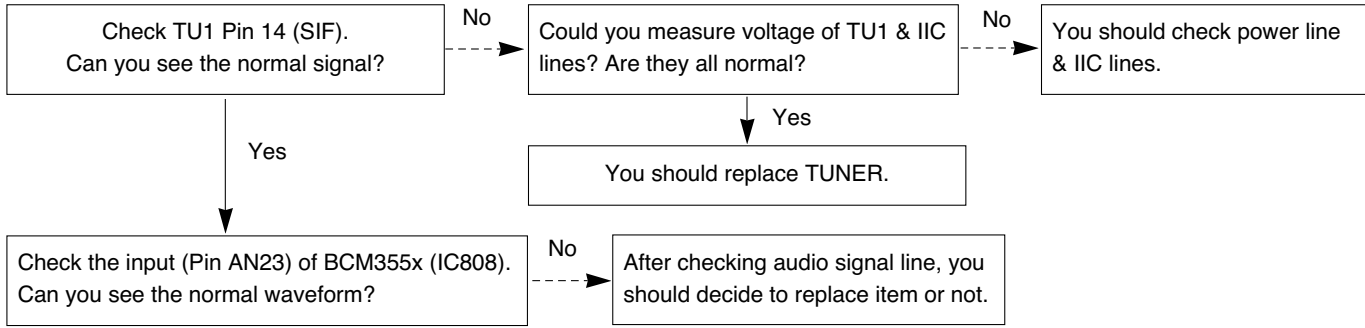 Check TU1 Pin 14 (SIF).
Can you see the normal signal?
No
Could you measure voltage of TU1 & IIC
lines? Are they all normal?
No
You should check power line
& IIC lines.
Yes
You should replace TUNER.
Yes
Check the input (Pin AN23) of BCM355x (IC808).
Can you see the normal waveform?
No
After checking audio signal line, you
should decide to replace item or not.